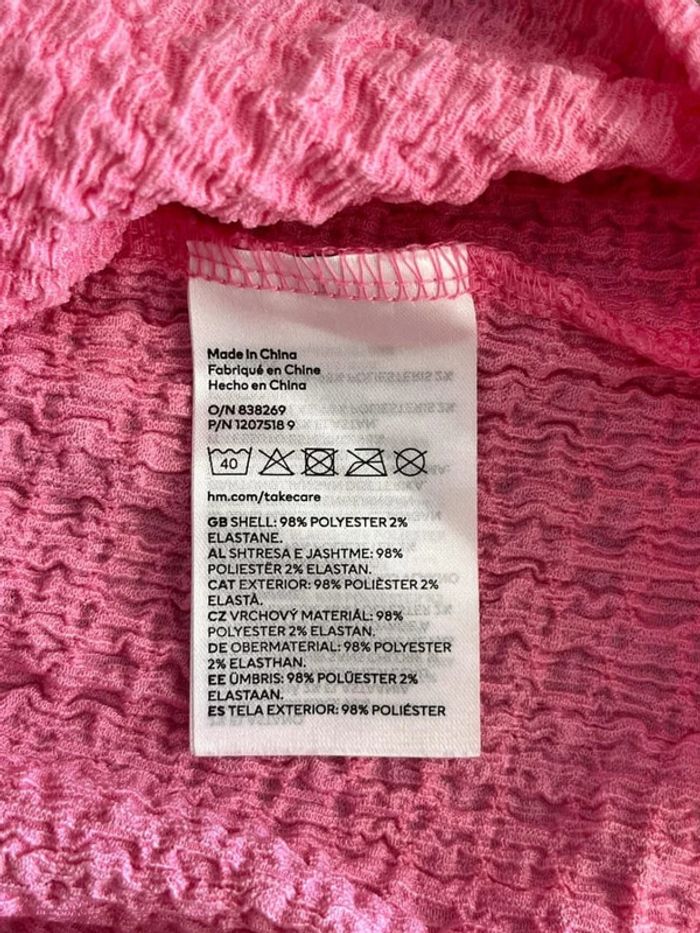 Made in China
Fabriqué en Chine
Hecho en China
O/N 838269
P/N 1207518 9
40
hm.com/takecare
GB SHELL: 98% POLYESTER 2%
ELASTANE.
AL SHTRESA E JASHTME: 98%
POLIESTËR 2% ELASTAN.
CAT EXTERIOR: 98% POLIÈSTER 2%
ELASTÀ.
CZ VRCHOVÝ MATERIÁL: 98%
POLYESTER 2% ELASTAN.
DE OBERMATERIAL: 98% POLYESTER
2% ELASTHAN.
EE ÜMBRIS: 98% POLÜESTER 2%
ELASTAAN.
ES TELA EXTERIOR: 98% POLIÉSTER